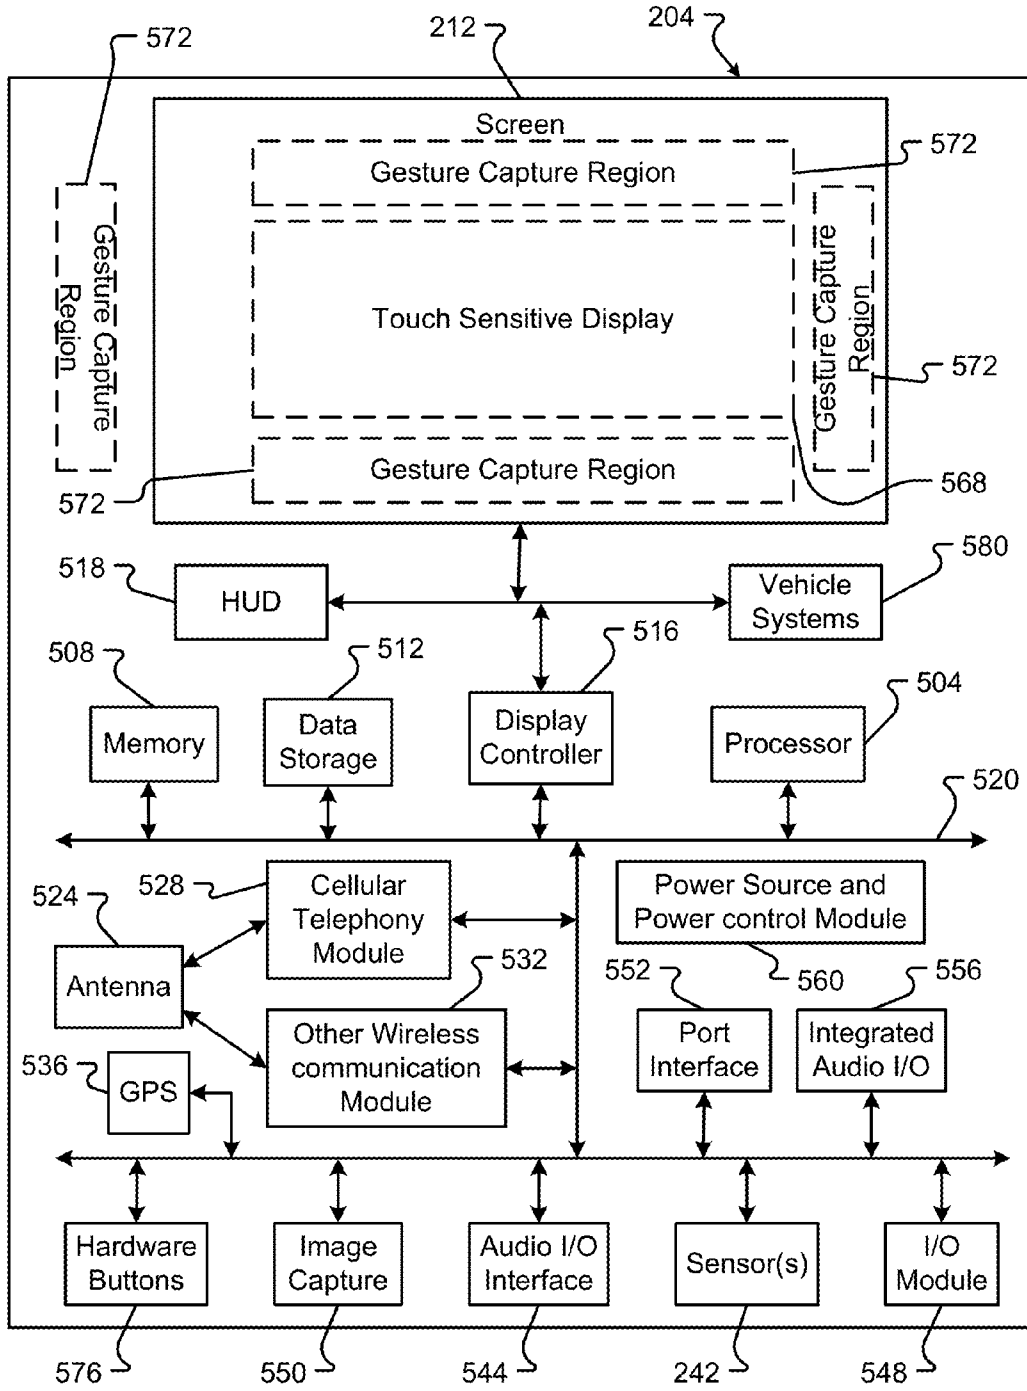 212
204
572
Screen
Gesture Capture Region
572
Gesture Capture
Region
Gesture Capture
Region
Touch Sensitive Display
572
Gesture Capture Region
572
568
518
HUD
Vehicle
Systems
580
508
512
516
504
Memory
Data
Storage
Display
Controller
Processor
520
524
528
Cellular
Telephony
Module
Power Source and
Power control Module
560
Antenna
532
552
556
Other Wireless
communication
Module
Port
Interface
Integrated
Audio I/O
536
GPS
Hardware
Buttons
Image
Capture
Audio I/O
Interface
Sensor(s)
I/O
Module
576
550
544
242
548